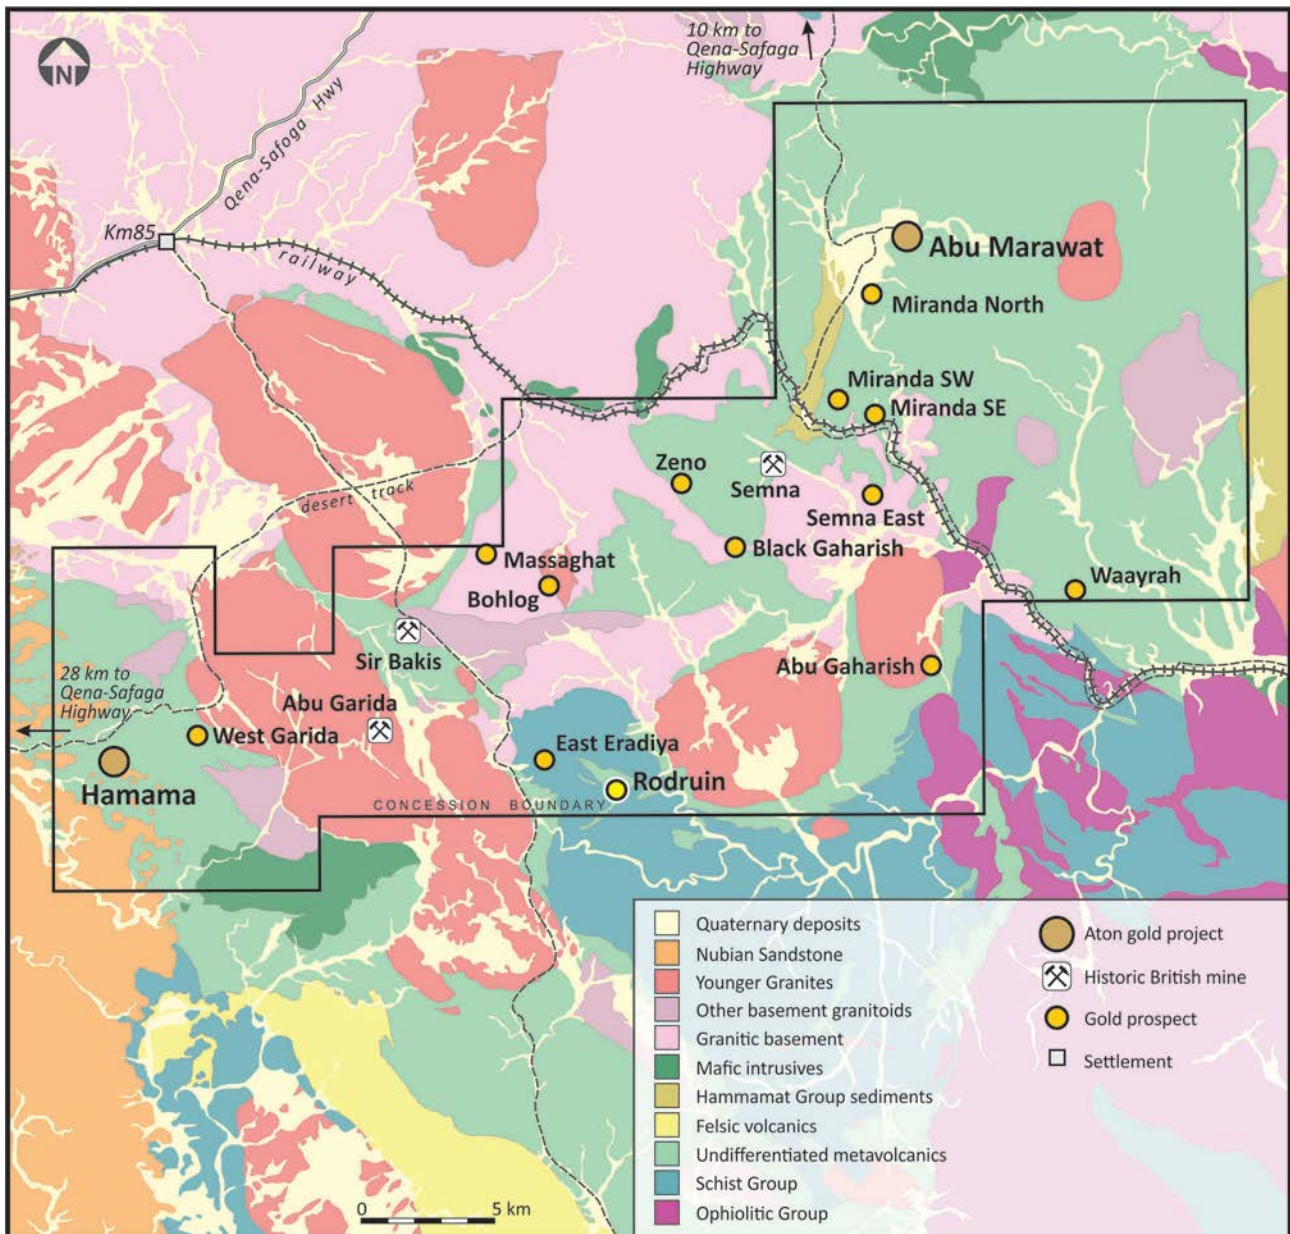 10 km to
Qena-Safaga
Highway
N
Qena-Safoga Hwy
Km85
railway
Abu Marawat
Miranda North
Miranda SW
Miranda SE
Zeno
Semna
Semna East
desert track
Black Gaharish
Massaghat
Bohlog
Waayrah
Sir Bakis
Abu Gaharish
28 km to
Qena-Safaga
Highway
Abu Garida
West Garida
East Eradiya
Rodruin
Hamama
CONCESSION BOUNDARY
Quaternary deposits
Nubian Sandstone
Younger Granites
Other basement granitoids
Granitic basement
Mafic intrusives
Hammamat Group sediments
Felsic volcanics
Undifferentiated metavolcanics
Schist Group
Ophiolitic Group
Aton gold project
Historic British mine
Gold prospect
Settlement
0 5 km